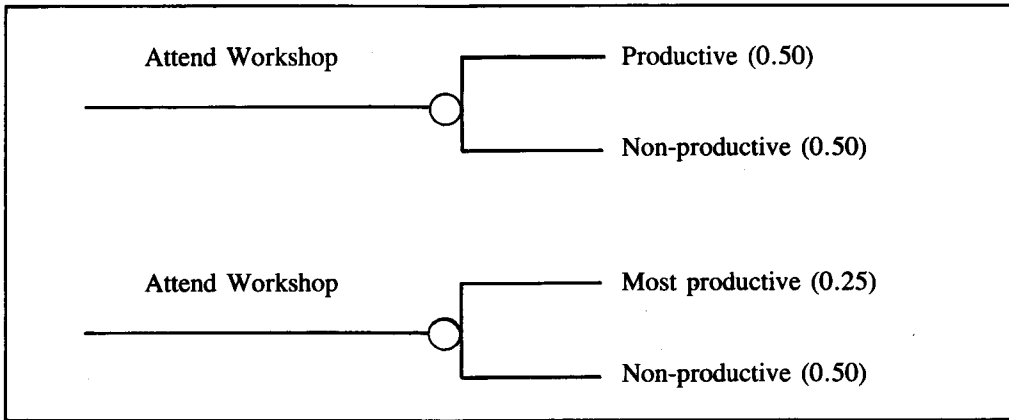 Attend Workshop
Productive (0.50)
Non-productive (0.50)
Attend Workshop
Most productive (0.25)
Non-productive (0.50)